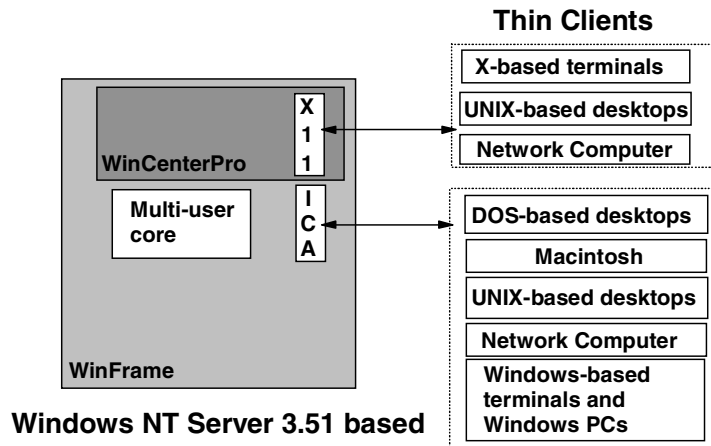 Thin Clients
X-based terminals
UNIX-based desktops
Network Computer
X
1
1
WinCenterPro
Multi-user
core
I
C
A
DOS-based desktops
Macintosh
UNIX-based desktops
Network Computer
Windows-based
terminals and
Windows PCs
WinFrame
Windows NT Server 3.51 based